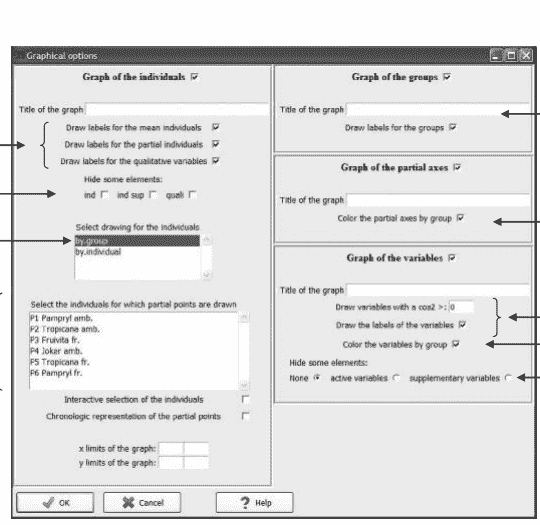 Graphical options
Graph of the individuals
Title of the graph
Draw labels for the mean individuals
Draw labels for the partial individuals
Draw labels for the qualitative variables
Hide some elements:
ind ind sup quali
Select drawing for the individuals
by.group
by.individual
Select the individuals for which partial points are drawn
P1 Pampryl amb.
P2 Tropicana amb.
P3 Fruivita fr.
P4 Joker amb.
P5 Tropicana fr.
P6 Pampryl fr.
Interactive selection of the individuals
Chronologic representation of the partial points
x limits of the graph:
y limits of the graph:
Graph of the groups
Title of the graph
Draw labels for the groups
Graph of the partial axes
Title of the graph
Color the partial axes by group
Graph of the variables
Title of the graph
Draw variables with a cos2 >: 0
Draw the labels of the variables
Color the variables by group
Hide some elements:
None active variables supplementary variables
OK Cancel Help